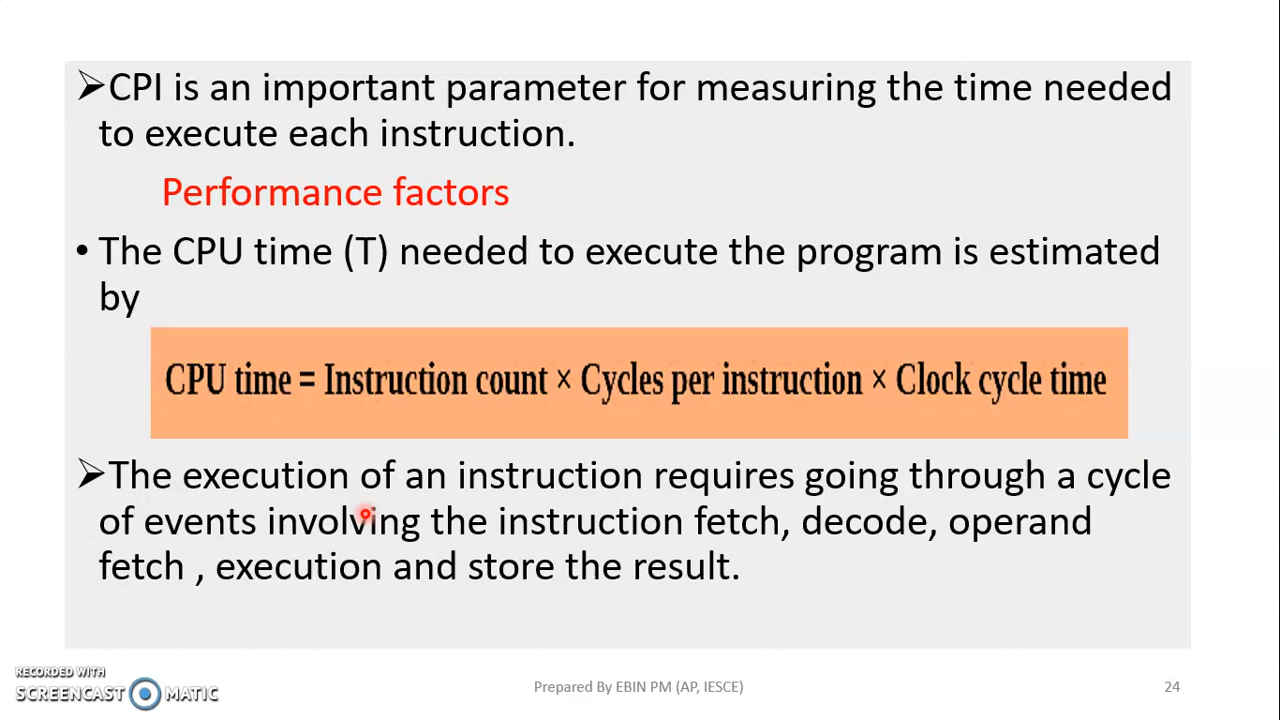 ➢CPI is an important parameter for measuring the time needed
to execute each instruction.
Performance factors
• The CPU time (T) needed to execute the program is estimated
by
CPU time = Instruction count × Cycles per instruction × Clock cycle time
➢The execution of an instruction requires going through a cycle
of events involving the instruction fetch, decode, operand
fetch , execution and store the result.
RECORDED WITH
SCREENCAST MATIC
Prepared By EBIN PM (AP, IESCE)
24